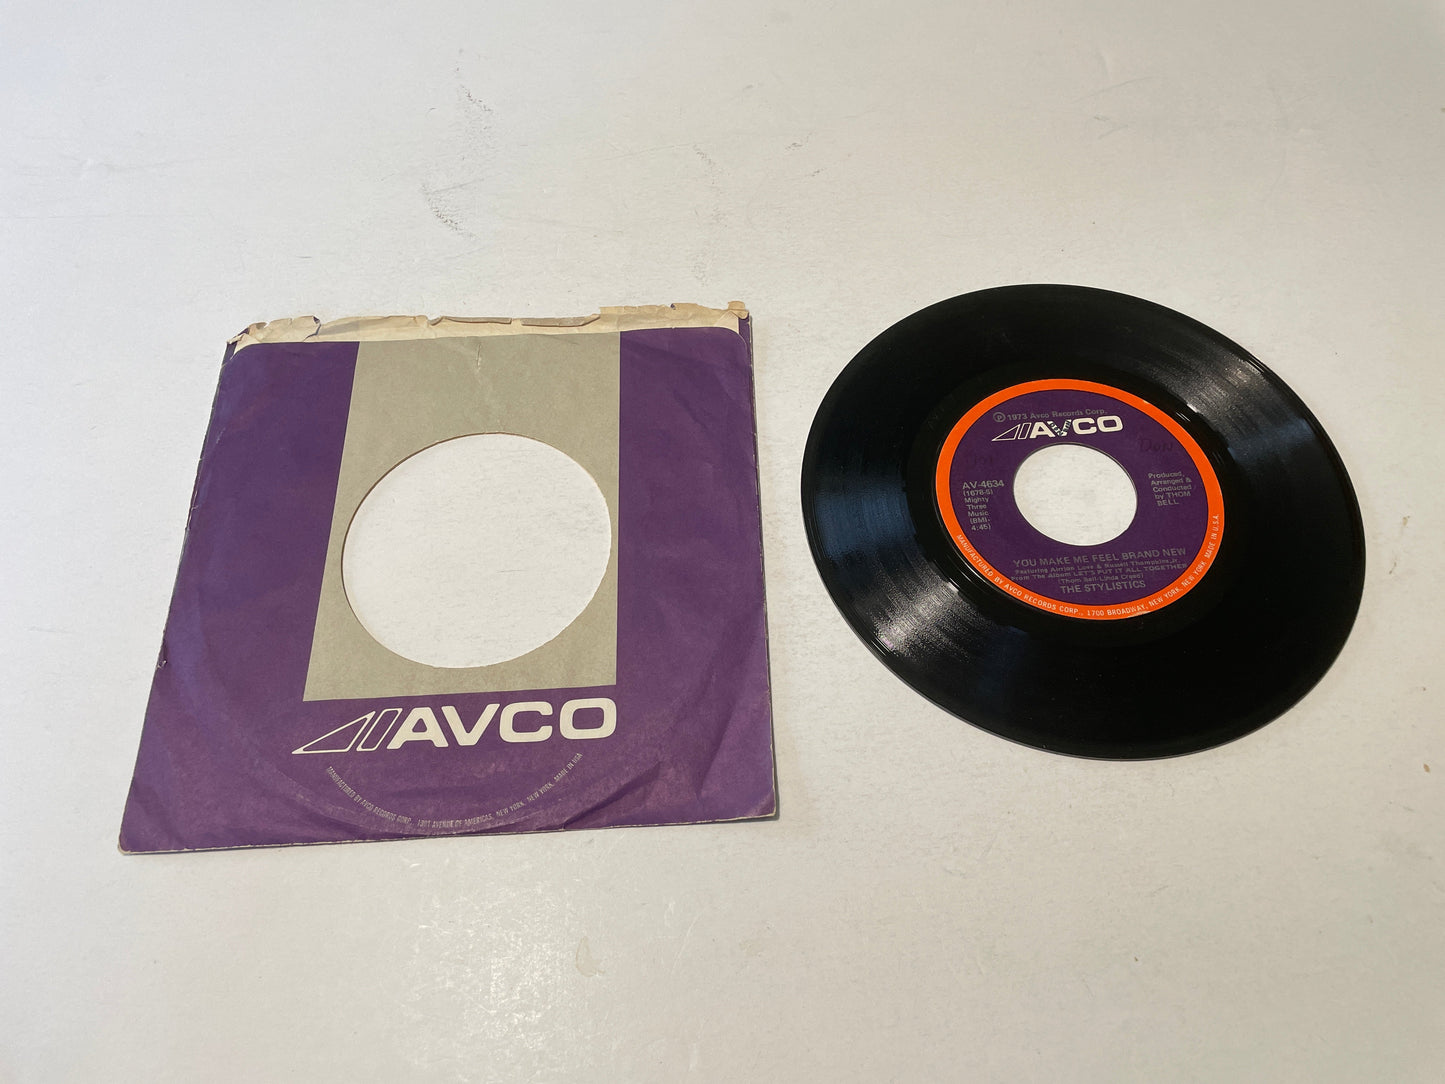 AVCO
MANUFACTURED BY AVCO RECORDS CORP., 1301 AVENUE OF AMERICAS, NEW YORK, NEW YORK, MADE IN USA
℗ 1973 Avco Records Corp.
AVCO
Don
AV-4634
(1678-S)
Mighty
Three
Music
(BMI-
4:45)
Produced,
Arranged &
Conducted
by THOM
BELL
YOU MAKE ME FEEL BRAND NEW
Featuring Airrion Love & Russell Thompkins, Jr.
From The Album LET'S PUT IT ALL TOGETHER
(Thom Bell-Linda Creed)
THE STYLISTICS
MANUFACTURED BY AVCO RECORDS CORP., 1700 BROADWAY, NEW YORK, NEW YORK, MADE IN U.S.A.